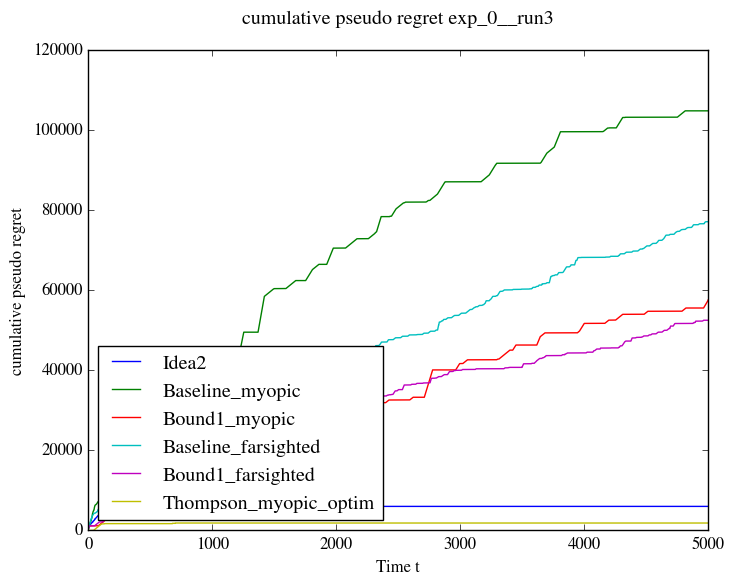 cumulative pseudo regret exp_0__run3
120000
100000
80000
60000
40000
20000
0
cumulative pseudo regret
Idea2
Baseline_myopic
Bound1_myopic
Baseline_farsighted
Bound1_farsighted
Thompson_myopic_optim
0 1000 2000 3000 4000 5000
Time t